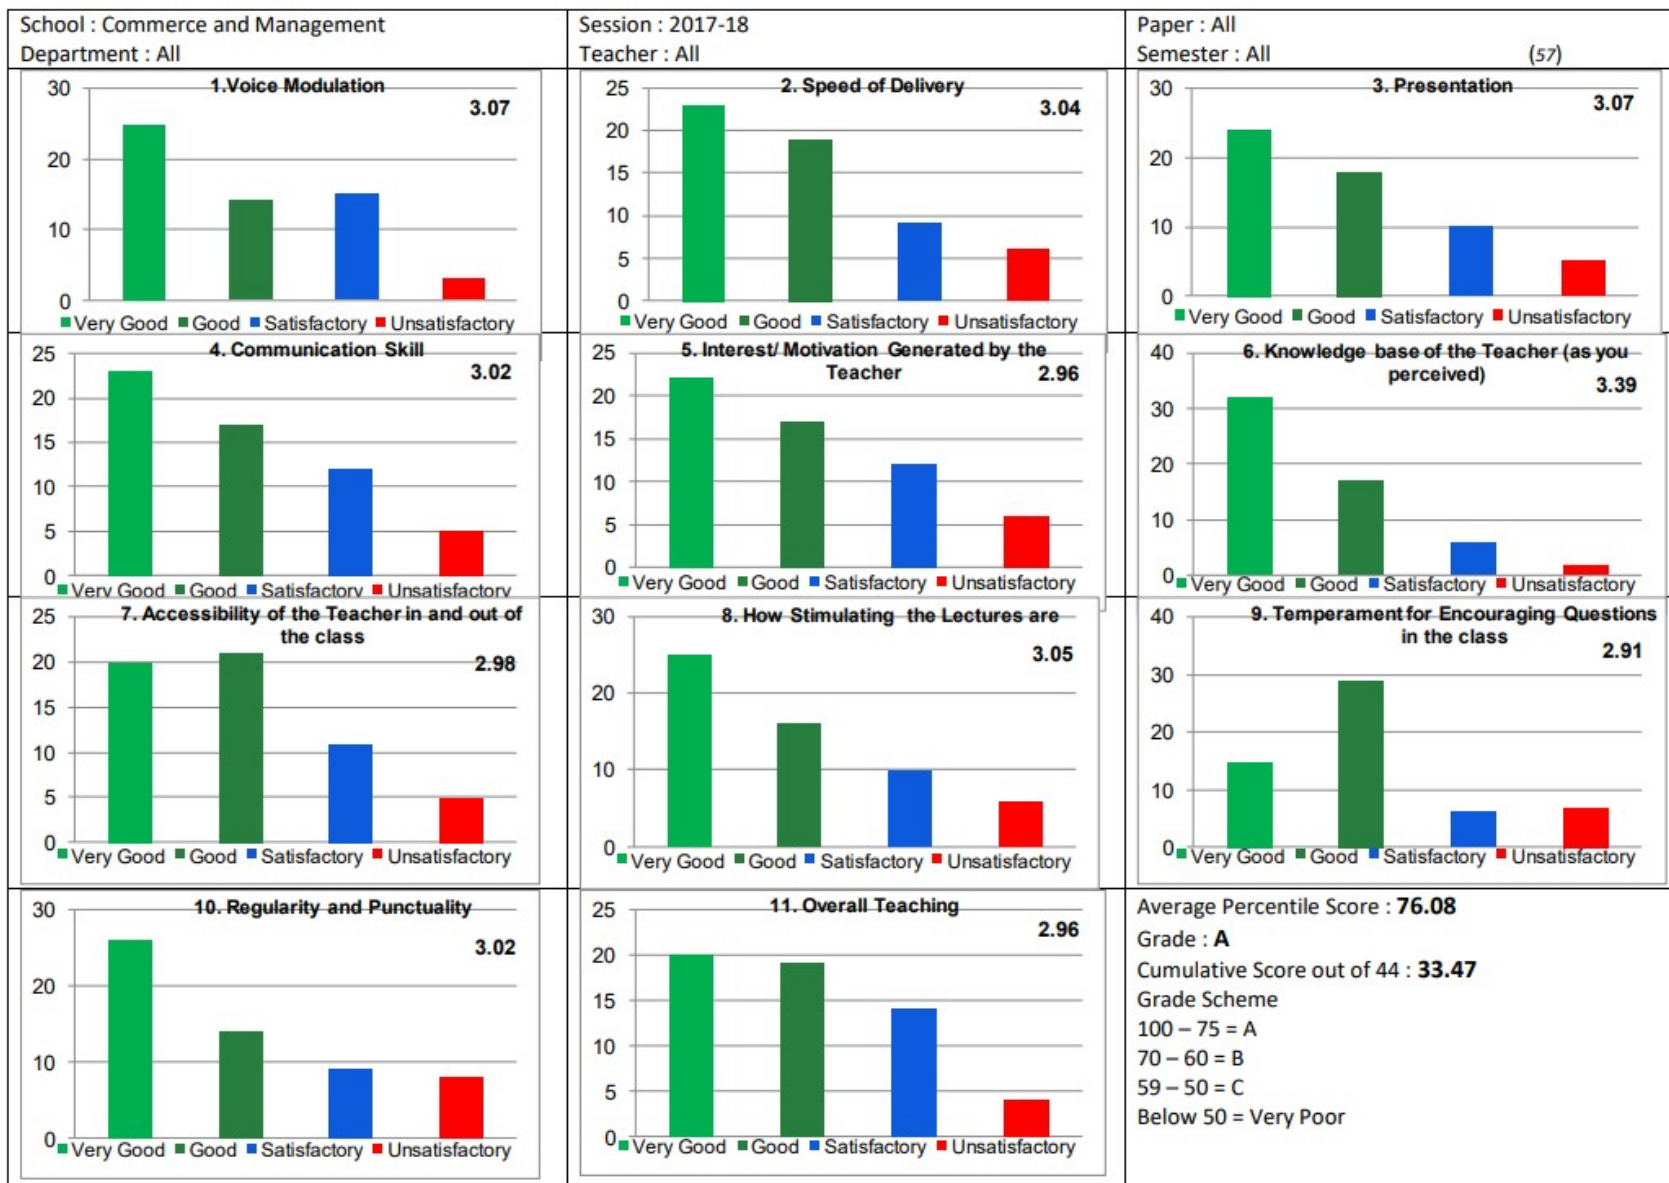 School : Commerce and Management
Department : All
Session : 2017-18
Teacher : All
Paper : All
Semester : All (57)
1.Voice Modulation
3.07
30
20
10
0
Very Good Good Satisfactory Unsatisfactory
2. Speed of Delivery
3.04
25
20
15
10
5
0
Very Good Good Satisfactory Unsatisfactory
3. Presentation
3.07
30
20
10
0
Very Good Good Satisfactory Unsatisfactory
4. Communication Skill
3.02
25
20
15
10
5
0
Very Good Good Satisfactory Unsatisfactory
5. Interest/ Motivation Generated by the
Teacher
2.96
25
20
15
10
5
0
Very Good Good Satisfactory Unsatisfactory
6. Knowledge base of the Teacher (as you
perceived)
3.39
40
30
20
10
0
Very Good Good Satisfactory Unsatisfactory
7. Accessibility of the Teacher in and out of
the class
2.98
25
20
15
10
5
0
Very Good Good Satisfactory Unsatisfactory
8. How Stimulating the Lectures are
3.05
30
20
10
0
Very Good Good Satisfactory Unsatisfactory
9. Temperament for Encouraging Questions
in the class
2.91
40
30
20
10
0
Very Good Good Satisfactory Unsatisfactory
10. Regularity and Punctuality
3.02
30
20
10
0
Very Good Good Satisfactory Unsatisfactory
11. Overall Teaching
2.96
25
20
15
10
5
0
Very Good Good Satisfactory Unsatisfactory
Average Percentile Score : 76.08
Grade : A
Cumulative Score out of 44 : 33.47
Grade Scheme
100 – 75 = A
70 – 60 = B
59 – 50 = C
Below 50 = Very Poor